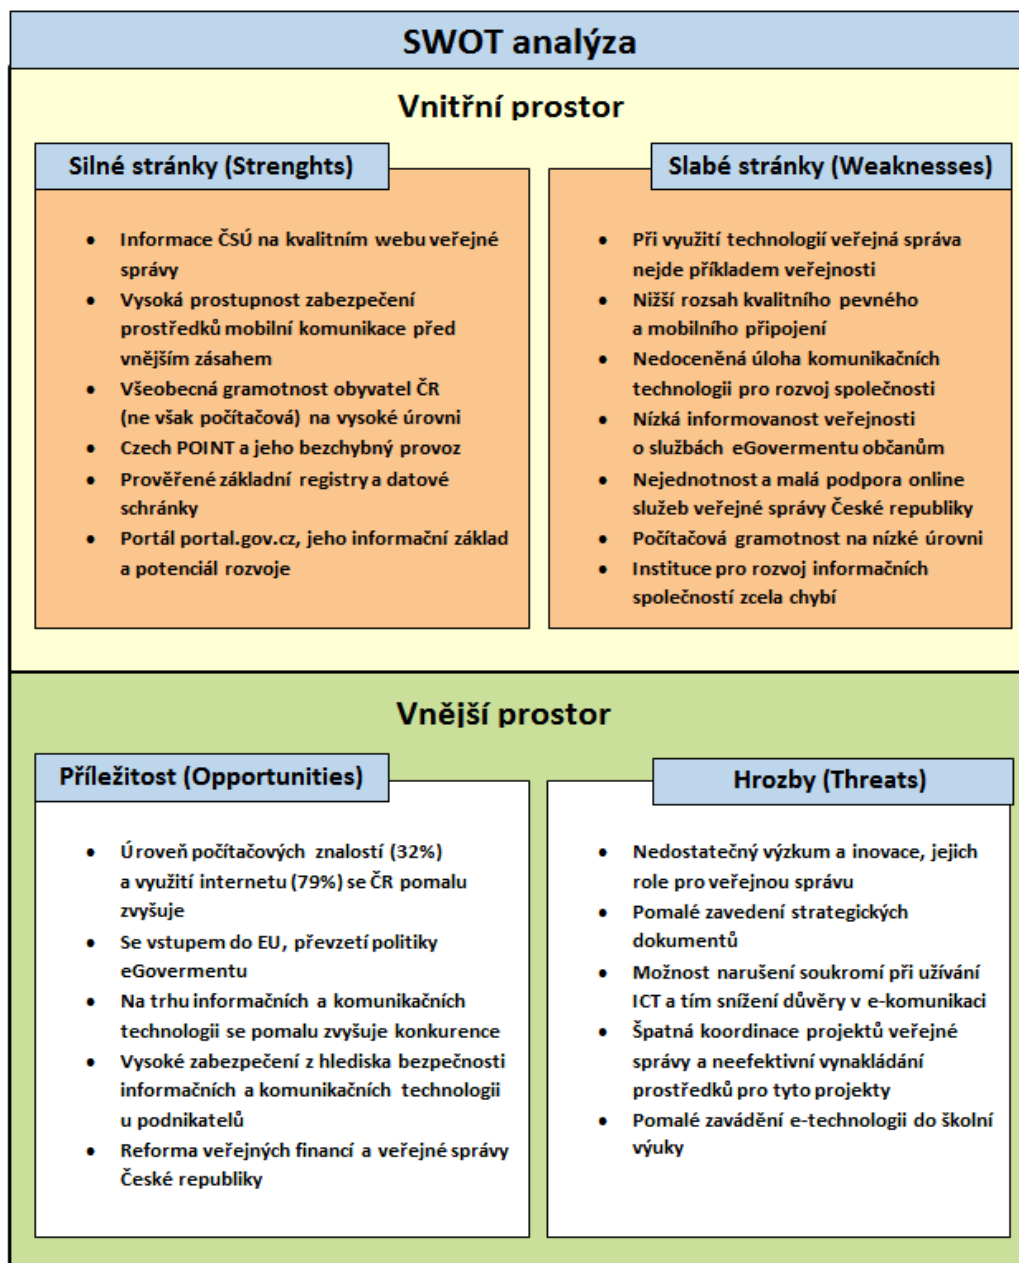 SWOT analýza
Vnitřní prostor
Silné stránky (Strenghts)
• Informace ČSÚ na kvalitním webu veřejné
správy
• Vysoká prostupnost zabezpečení
prostředků mobilní komunikace před
vnějším zásahem
• Všeobecná gramotnost obyvatel ČR
(ne však počítačová) na vysoké úrovni
• Czech POINT a jeho bezchybný provoz
• Prověřené základní registry a datové
schránky
• Portál portal.gov.cz, jeho informační základ
a potenciál rozvoje
Slabé stránky (Weaknesses)
• Při využití technologií veřejná správa
nejde příkladem veřejnosti
• Nižší rozsah kvalitního pevného
a mobilního připojení
• Nedoceněná úloha komunikačních
technologii pro rozvoj společnosti
• Nízká informovanost veřejnosti
o službách eGovermentu občanům
• Nejednotnost a malá podpora online
služeb veřejné správy České republiky
• Počítačová gramotnost na nízké úrovni
• Instituce pro rozvoj informačních
společností zcela chybí
Vnější prostor
Příležitost (Opportunities)
• Úroveň počítačových znalostí (32%)
a využití internetu (79%) se ČR pomalu
zvyšuje
• Se vstupem do EU, převzetí politiky
eGovermentu
• Na trhu informačních a komunikačních
technologii se pomalu zvyšuje konkurence
• Vysoké zabezpečení z hlediska bezpečnosti
informačních a komunikačních technologii
u podnikatelů
• Reforma veřejných financí a veřejné správy
České republiky
Hrozby (Threats)
• Nedostatečný výzkum a inovace, jejich
role pro veřejnou správu
• Pomalé zavedení strategických
dokumentů
• Možnost narušení soukromí při užívání
ICT a tím snížení důvěry v e-komunikaci
• Špatná koordinace projektů veřejné
správy a neefektivní vynakládání
prostředků pro tyto projekty
• Pomalé zavádění e-technologii do školní
výuky